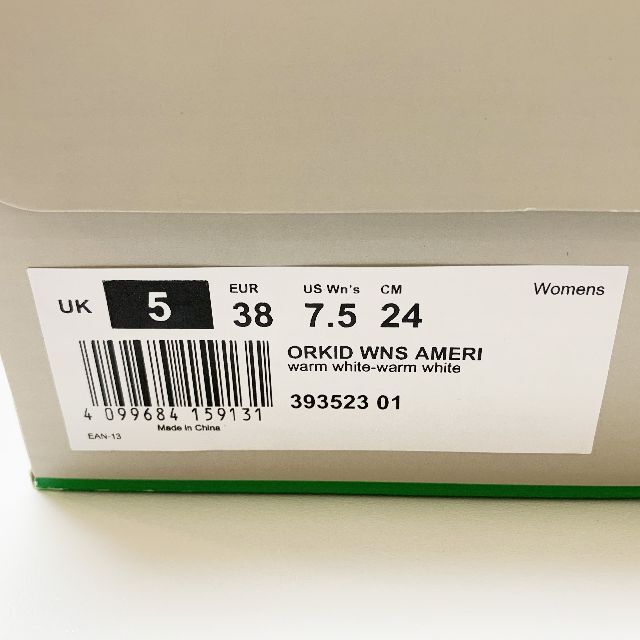 UK 5 EUR 38 US Wn's 7.5 CM 24 Womens
ORKID WNS AMERI
warm white-warm white
393523 01
4 099684 159131
Made in China
EAN-13